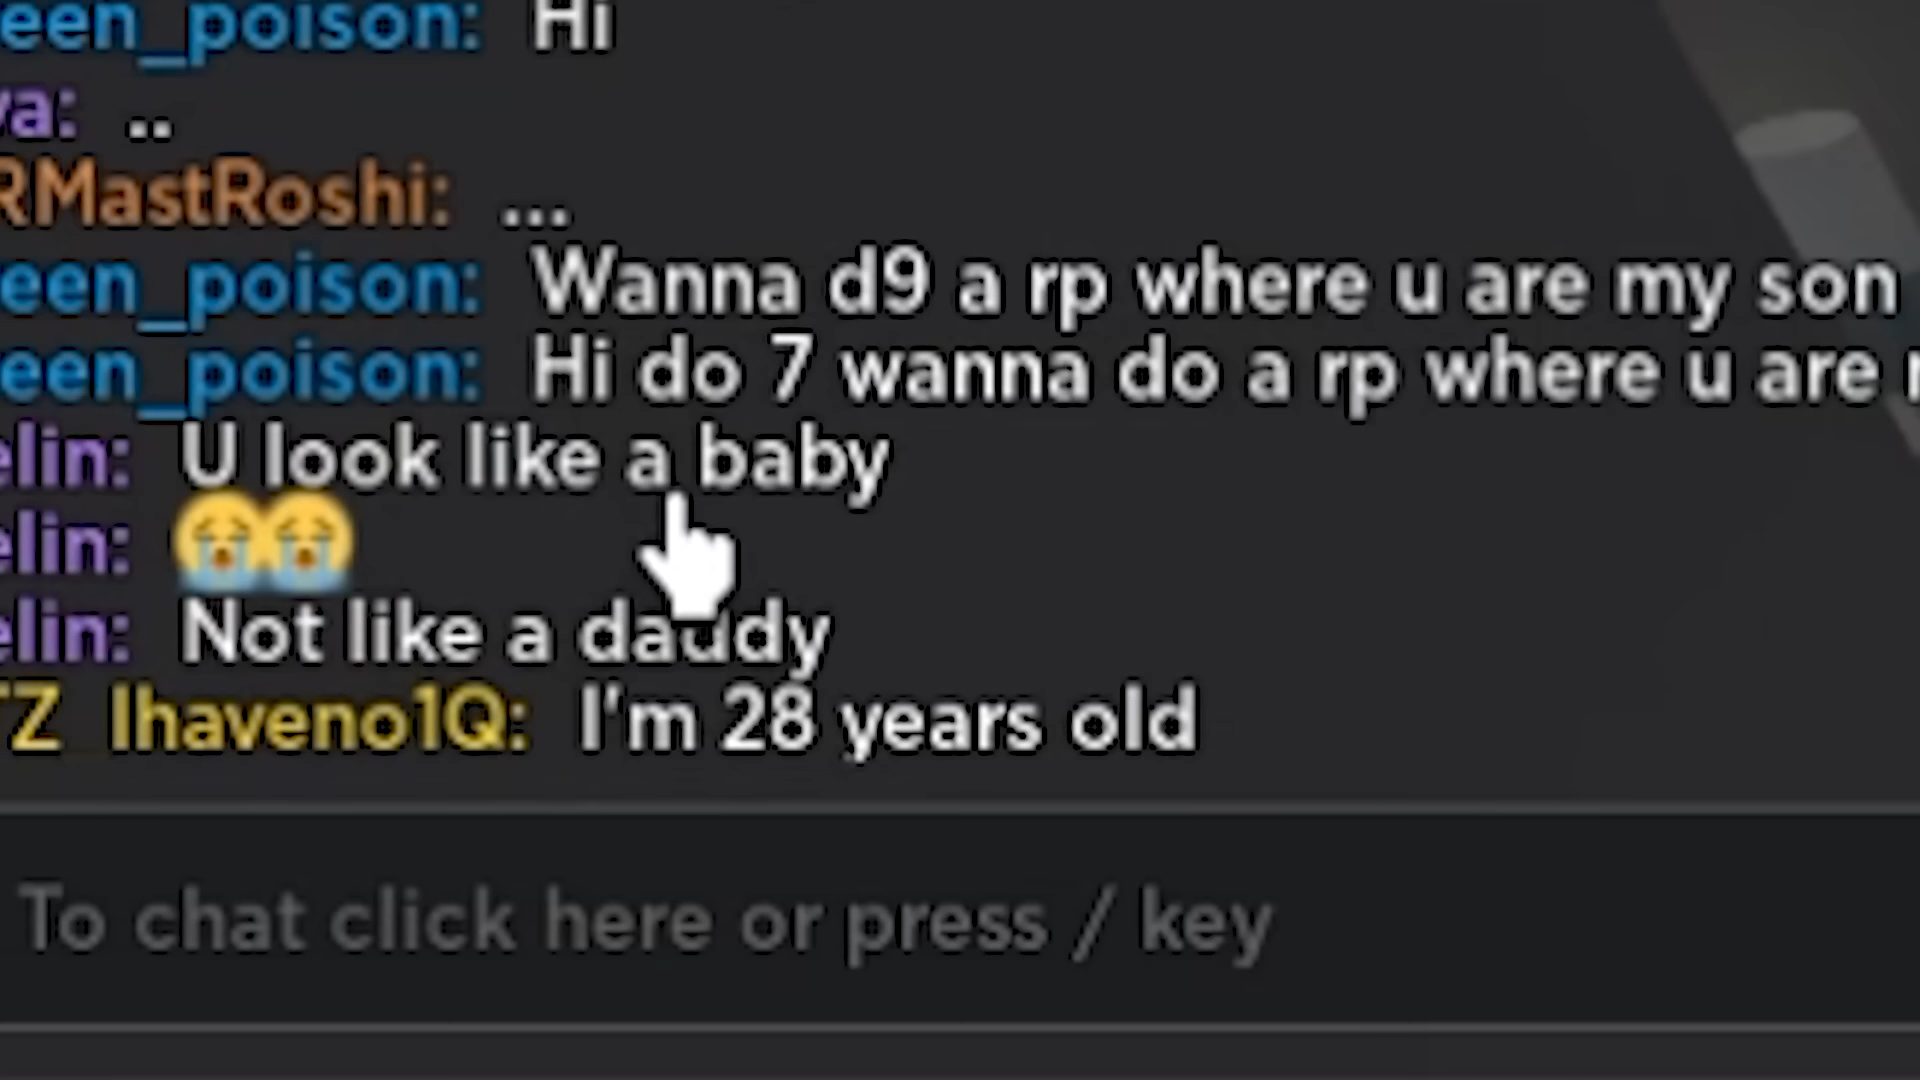 een_poison: Hi
va: ..
RMastRoshi: ...
een_poison: Wanna d9 a rp where u are my son
een_poison: Hi do 7 wanna do a rp where u are
elin: U look like a baby
elin: 😭😭
elin: Not like a daddy
TZ_Ihaveno1Q: I'm 28 years old
To chat click here or press / key